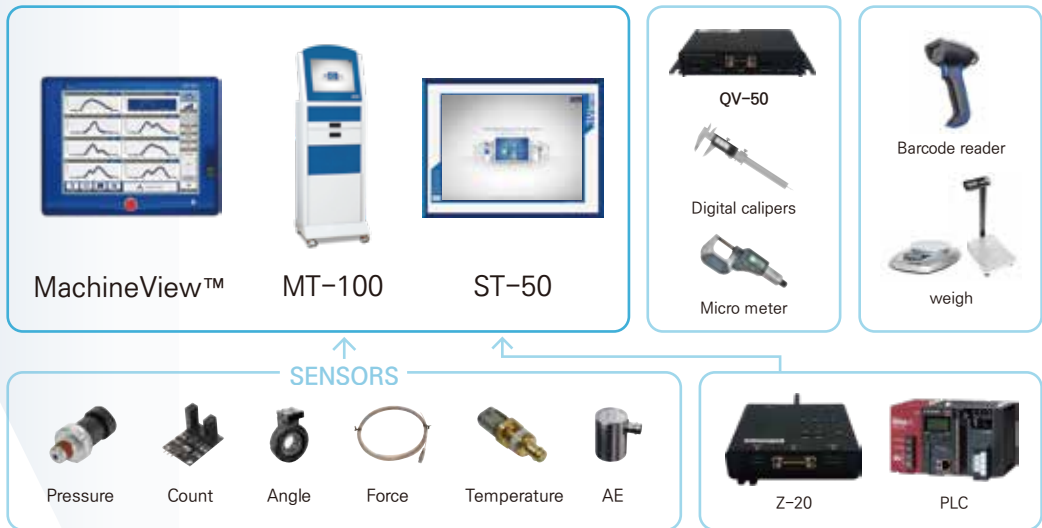 MachineView™
MT-100
ST-50
QV-50
Digital calipers
Micro meter
Barcode reader
weigh
SENSORS
Pressure
Count
Angle
Force
Temperature
AE
Z-20
PLC